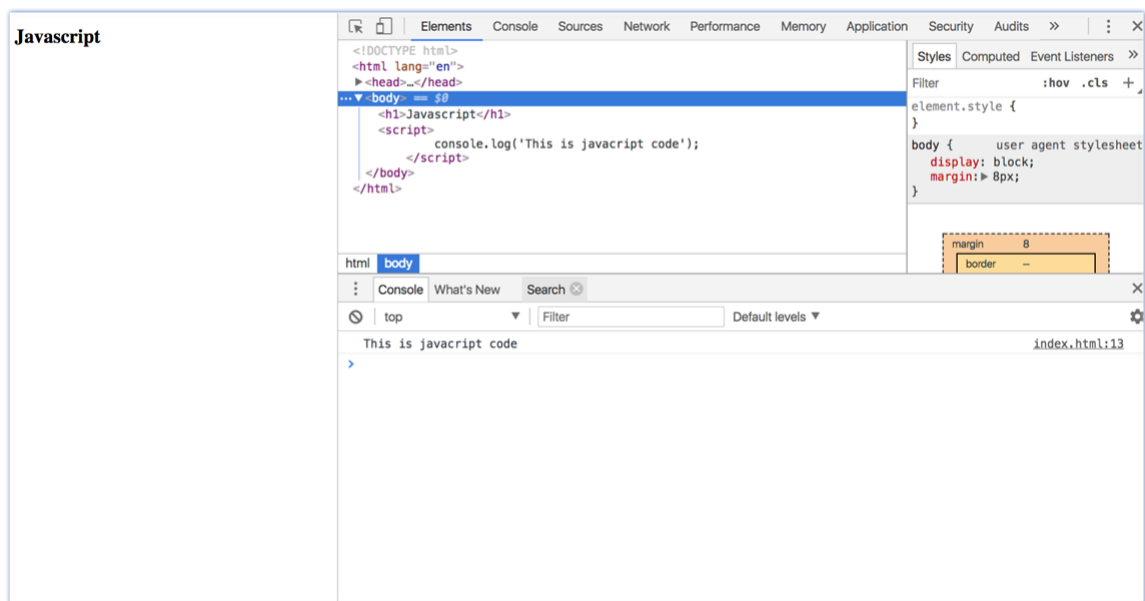 Javascript
Elements Console Sources Network Performance Memory Application Security Audits »
<!DOCTYPE html>
<html lang="en">
▶<head>…</head>
…▼<body> == $0
<h1>Javascript</h1>
<script>
console.log('This is javacript code');
</script>
</body>
</html>
html body
Styles Computed Event Listeners »
Filter :hov .cls +
element.style {
}
body { user agent stylesheet
display: block;
margin:▶ 8px;
}
margin 8
border –
Console What's New Search
top ▼ Filter Default levels ▼
This is javacript code index.html:13
>